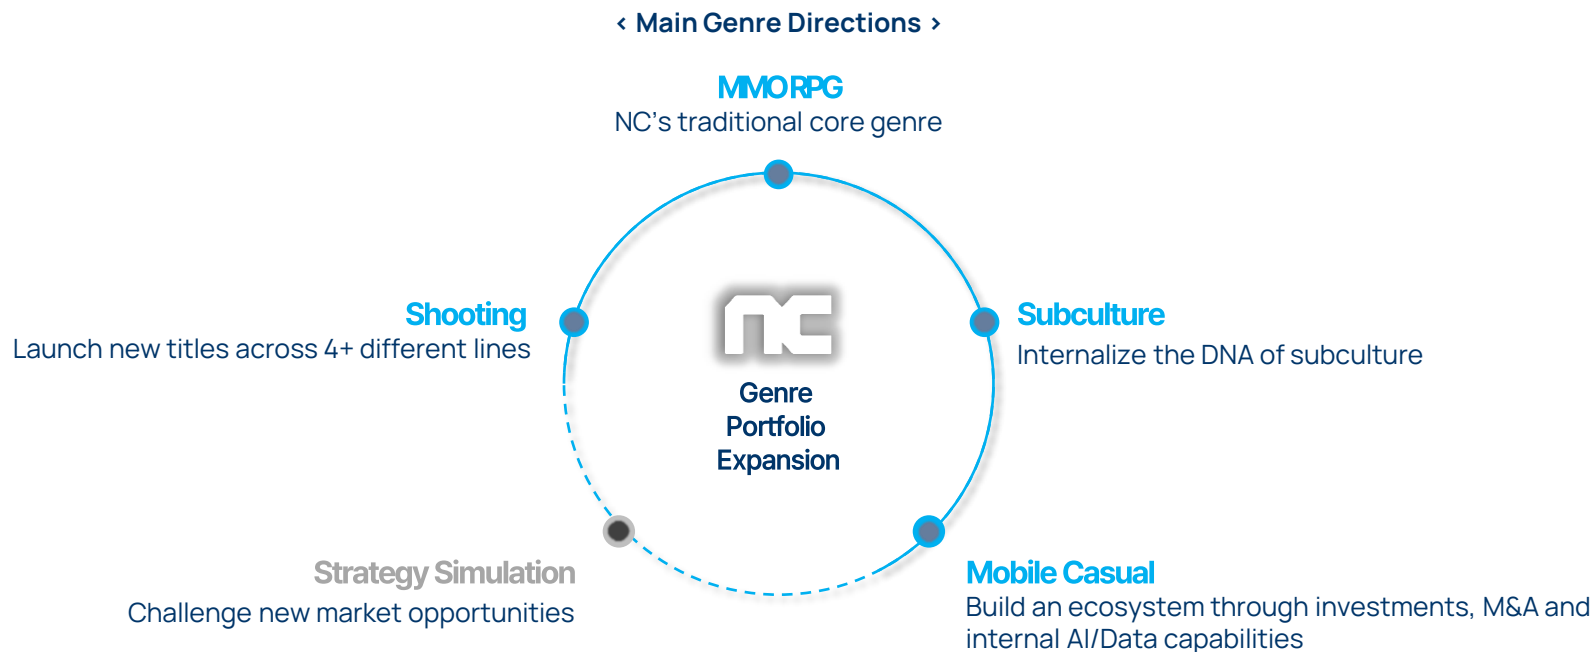 ‹ Main Genre Directions ›
MMORPG
NC's traditional core genre
Shooting
Launch new titles across 4+ different lines
Subculture
Internalize the DNA of subculture
NC
Genre
Portfolio
Expansion
Strategy Simulation
Challenge new market opportunities
Mobile Casual
Build an ecosystem through investments, M&A and
internal AI/Data capabilities